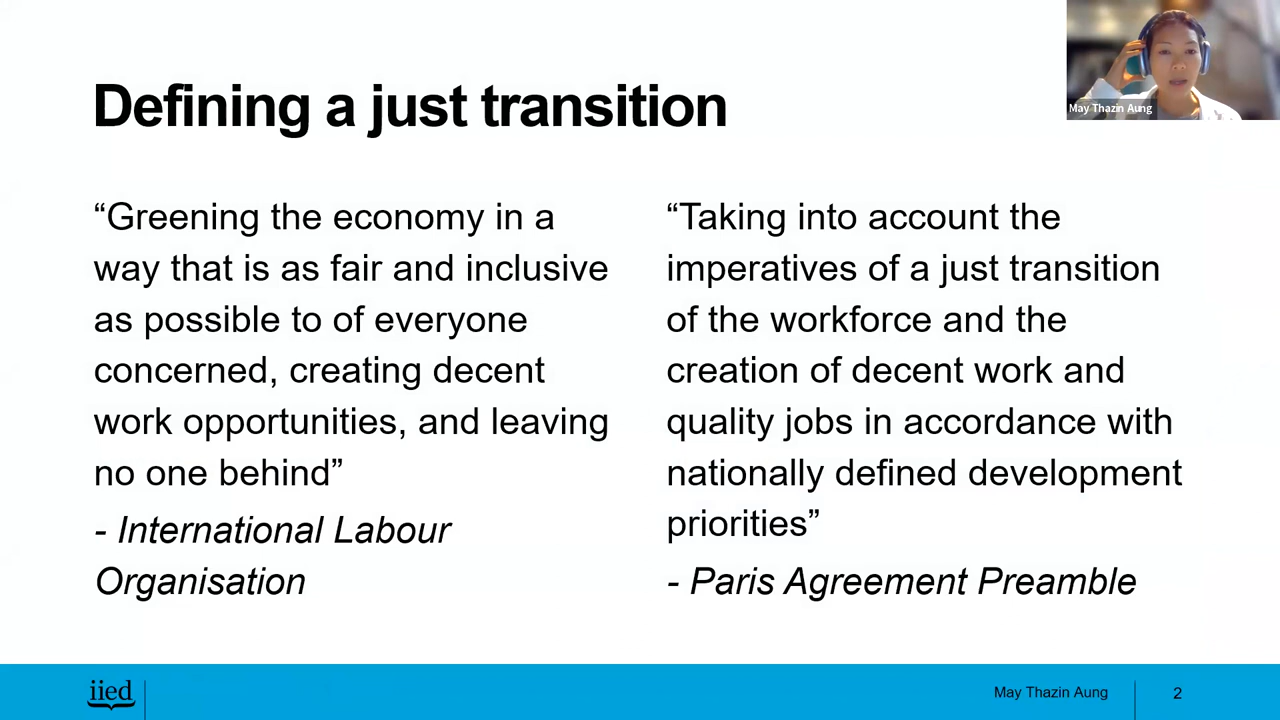 Defining a just transition
May Thazin Aung
“Greening the economy in a
way that is as fair and inclusive
as possible to of everyone
concerned, creating decent
work opportunities, and leaving
no one behind”
- International Labour
Organisation
“Taking into account the
imperatives of a just transition
of the workforce and the
creation of decent work and
quality jobs in accordance with
nationally defined development
priorities”
- Paris Agreement Preamble
iied
May Thazin Aung
2